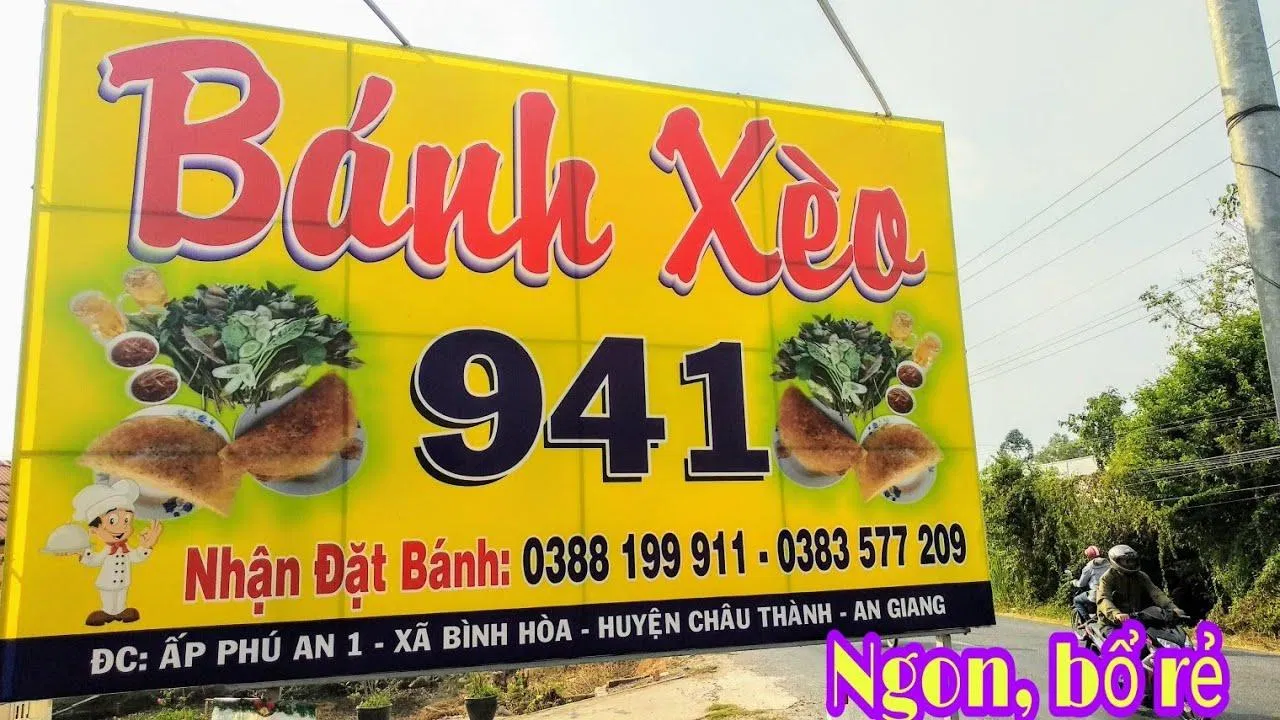 Bánh Xèo
941
Nhận Đặt Bánh: 0388 199 911 - 0383 577 209
ĐC: ẤP PHÚ AN 1 - XÃ BÌNH HÒA - HUYỆN CHÂU THÀNH - AN GIANG
Ngon, bổ rẻ